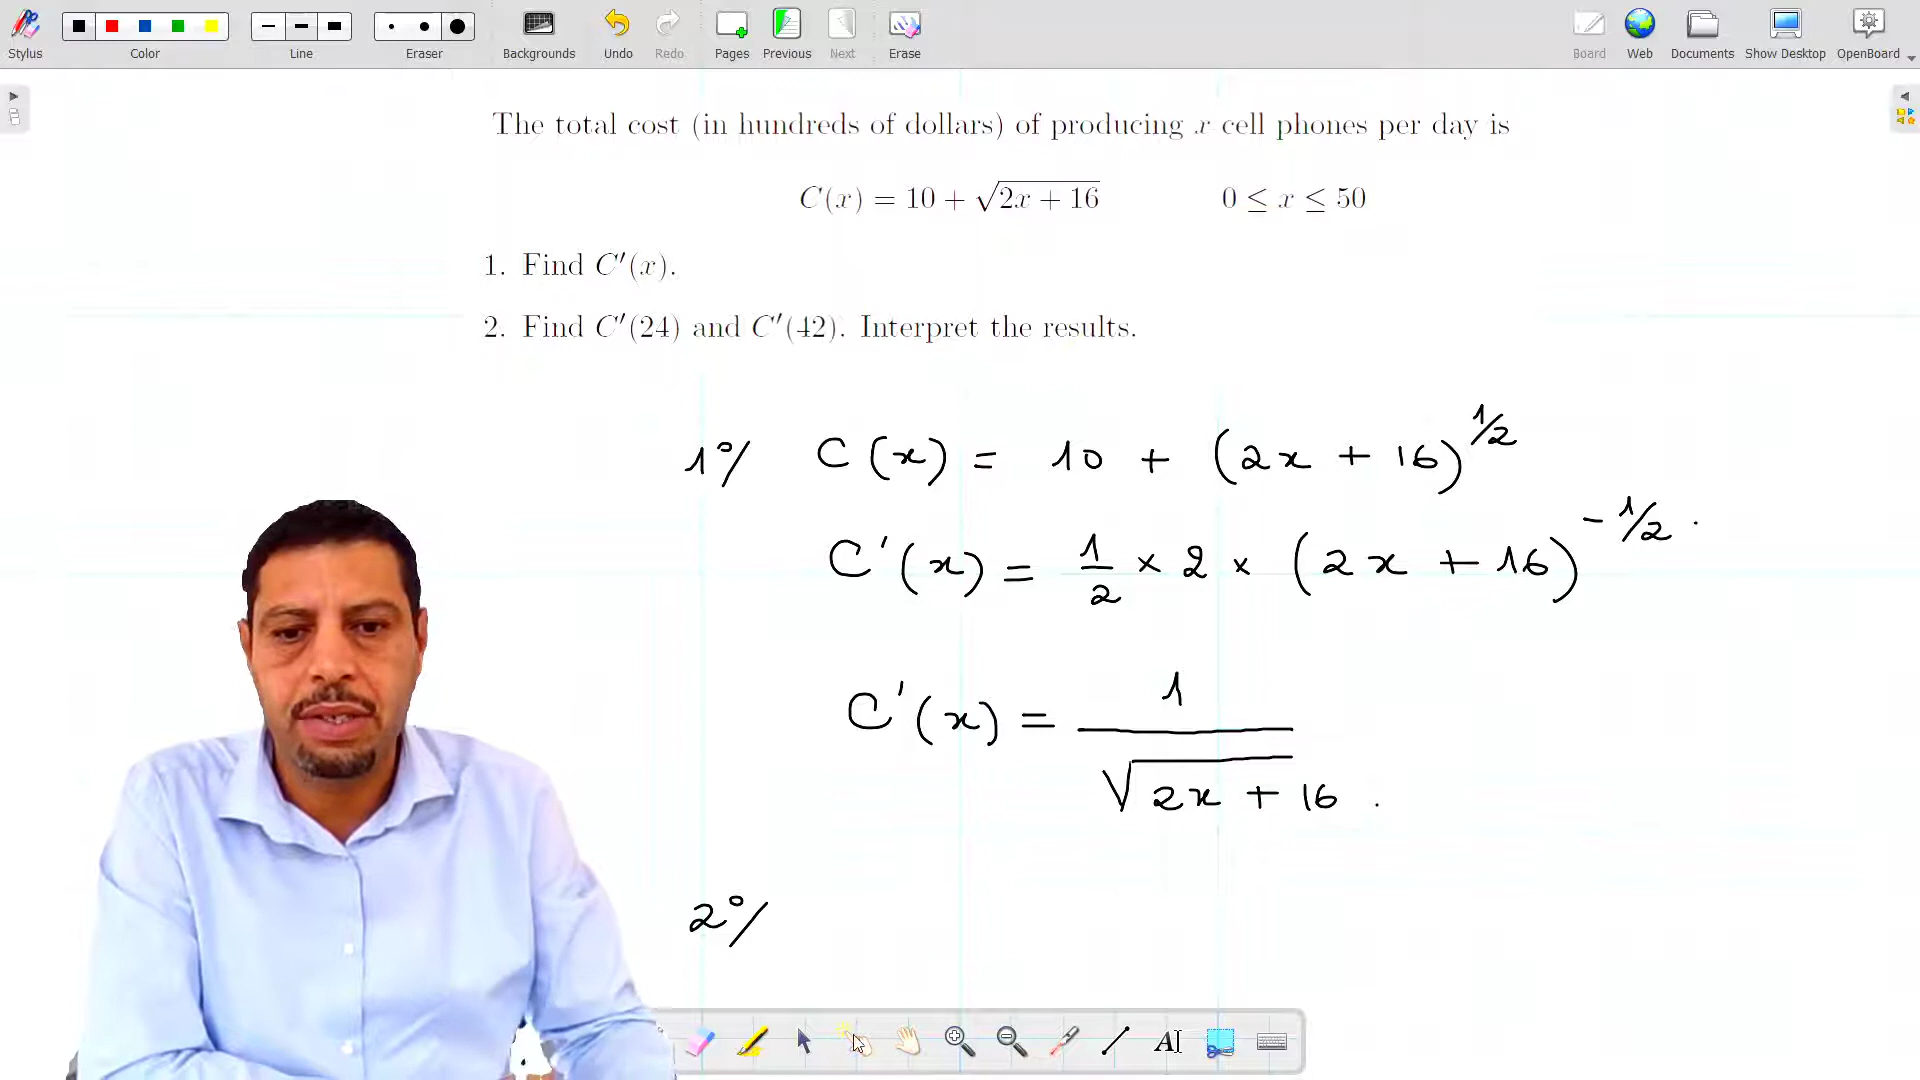 Stylus Color Line Eraser Backgrounds Undo Redo Pages Previous Next Erase Board Web Documents Show Desktop OpenBoard
The total cost (in hundreds of dollars) of producing x cell phones per day is
C(x) = 10 + √(2x + 16) 0 ≤ x ≤ 50
1. Find C′(x).
2. Find C′(24) and C′(42). Interpret the results.
1°/ C(x) = 10 + (2x + 16)^1/2
C'(x) = 1/2 × 2 × (2x + 16)^-1/2 .
C'(x) = 1/√(2x + 16) .
2°/